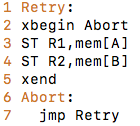 1 Retry:
2 xbegin Abort
3 ST R1,mem[A]
4 ST R2,mem[B]
5 xend
6 Abort:
7   jmp Retry